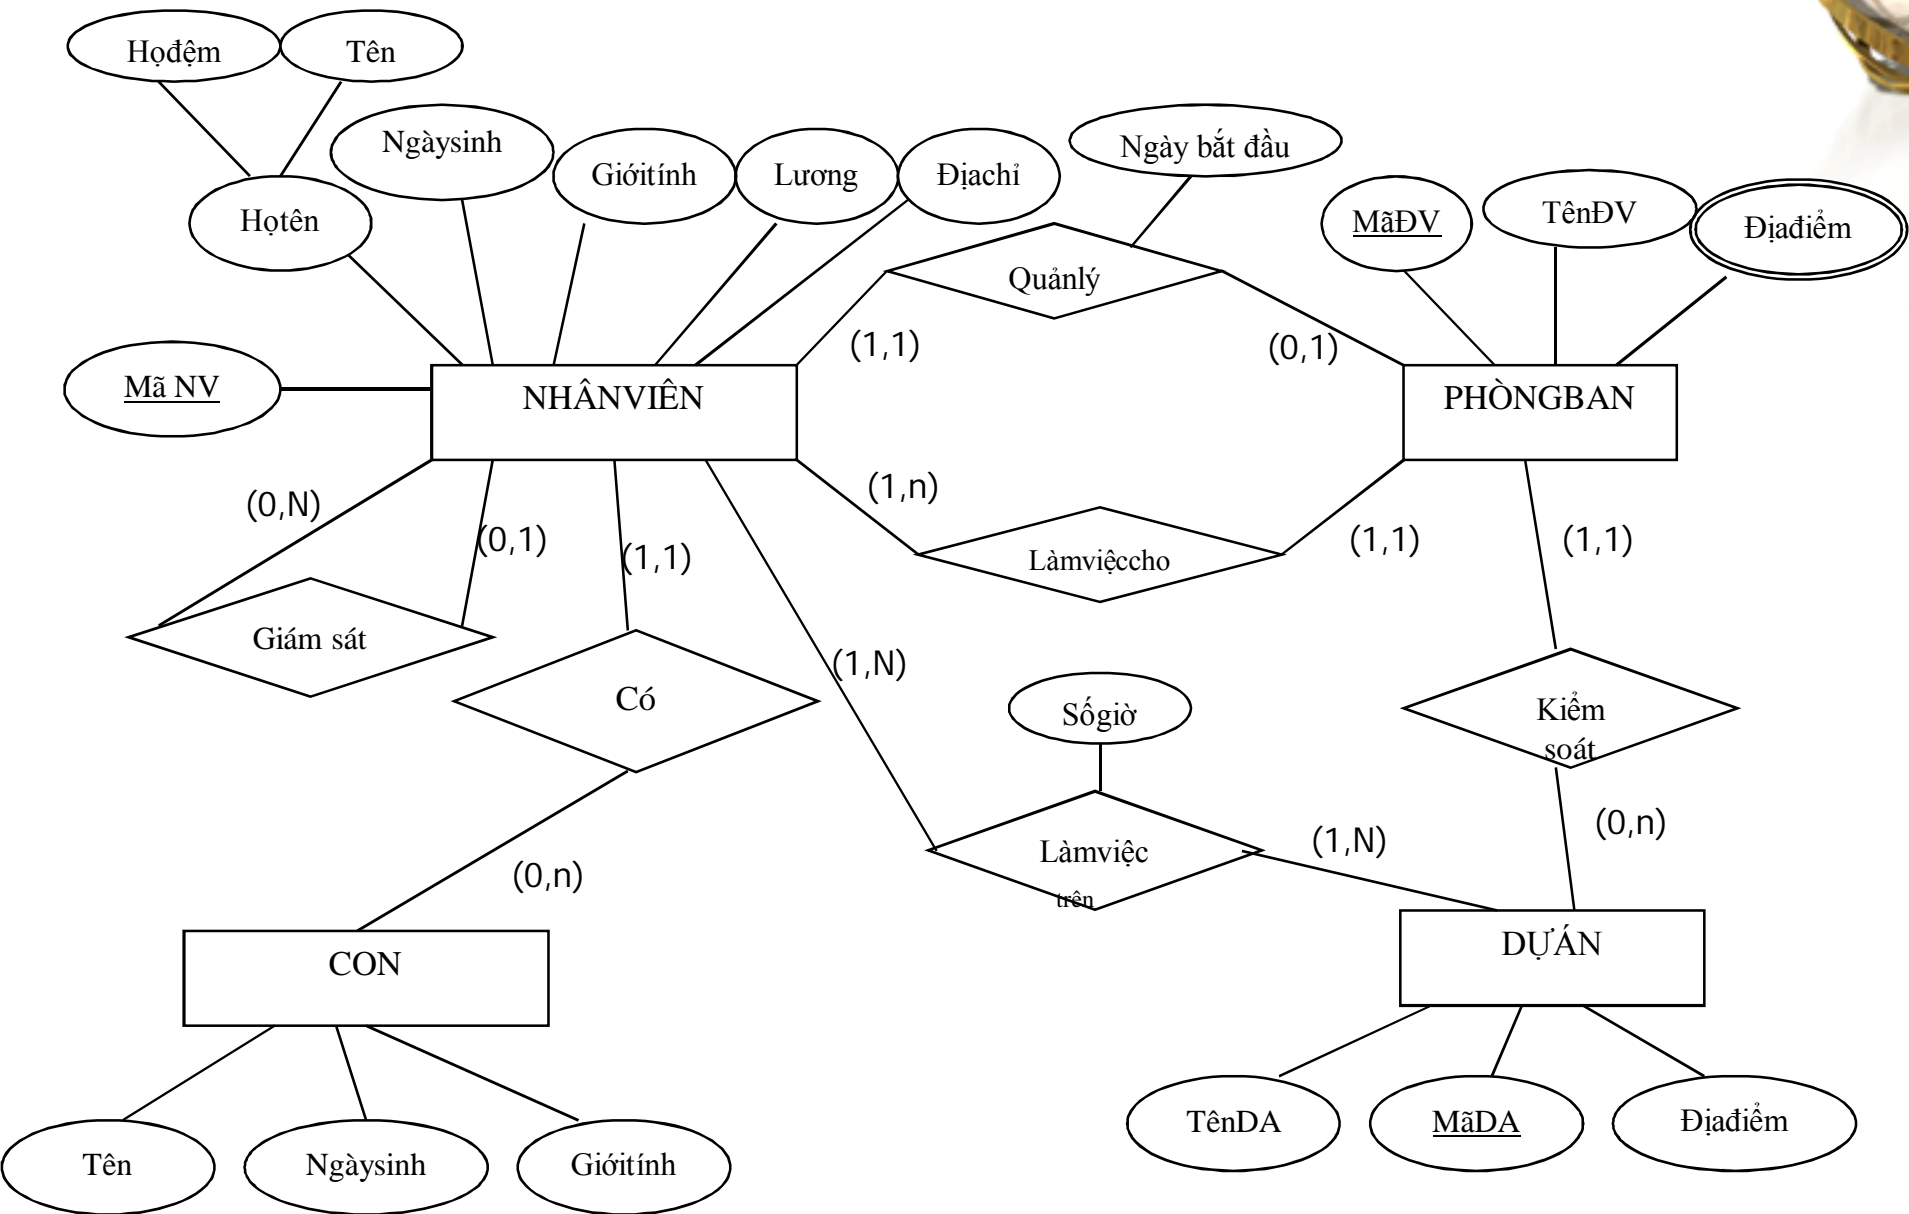 Họđệm
Tên
Ngàysinh
Giớitính
Lương
Địachỉ
Ngày bắt đầu
Họtên
MãĐV
TênĐV
Địađiểm
Quảnlý
(1,1)
(0,1)
Mã NV
NHÂNVIÊN
PHÒNGBAN
(0,N)
(0,1)
(1,1)
(1,n)
(1,1)
(1,1)
Làmviệccho
Giám sát
Có
(1,N)
Sốgiờ
Kiểm
soát
(0,n)
(1,N)
(0,n)
Làmviệc
trên
CON
DỰÁN
Tên
Ngàysinh
Giớitính
TênDA
MãDA
Địađiểm